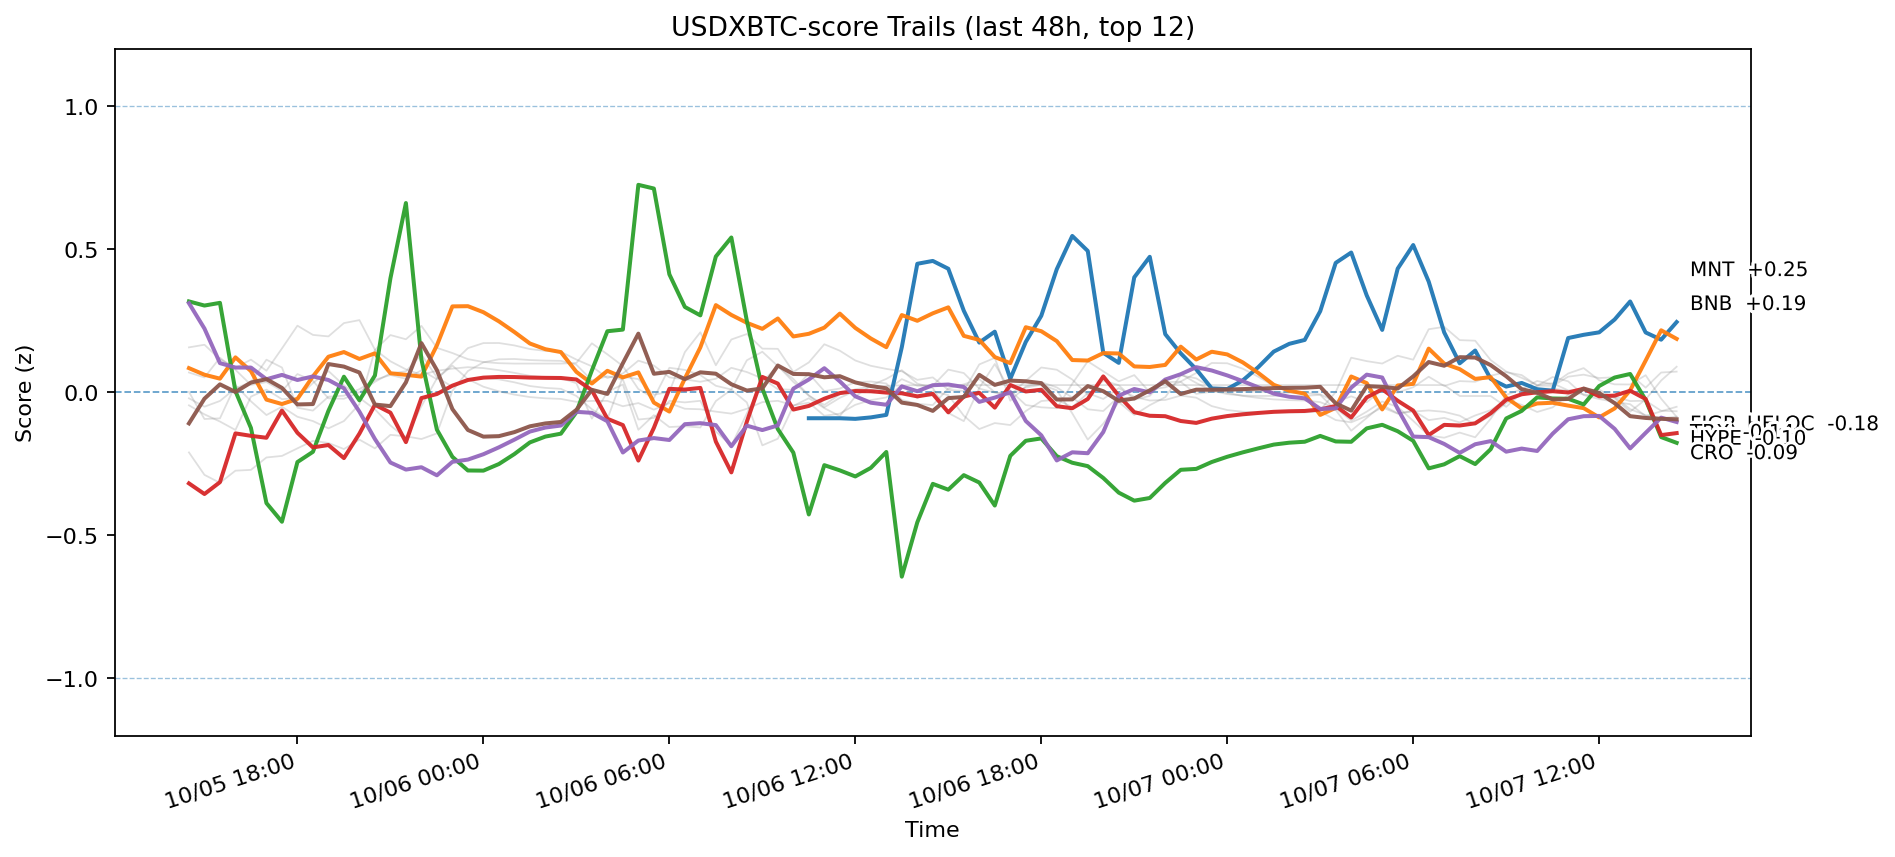 USDXBTC-score Trails (last 48h, top 12)
Score (z)
1.0
0.5
0.0
−0.5
−1.0
MNT +0.25
BNB +0.19
HELOC -0.18
HYPE -0.10
CRO -0.09
10/05 18:00
10/06 00:00
10/06 06:00
10/06 12:00
10/06 18:00
10/07 00:00
10/07 06:00
10/07 12:00
Time